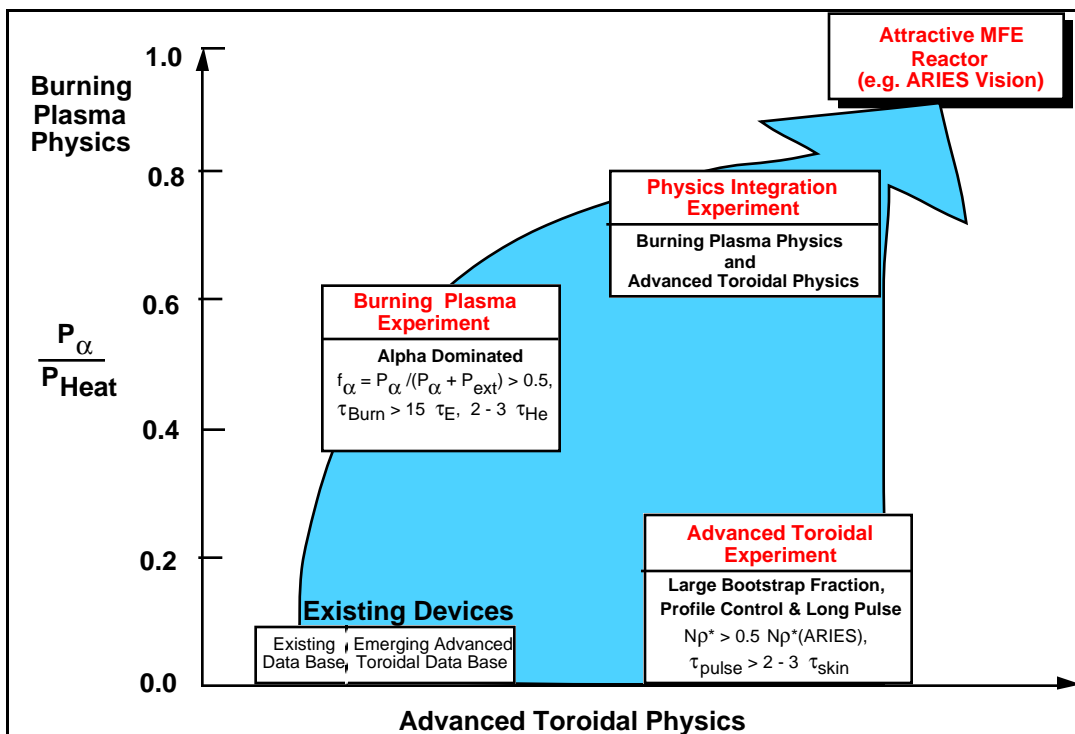 Attractive MFE
Reactor
(e.g. ARIES Vision)
1.0
Burning
Plasma
Physics
0.8
Physics Integration
Experiment
Burning Plasma Physics
and
Advanced Toroidal Physics
0.6
Burning Plasma
Experiment
Alpha Dominated
fα = Pα /(Pα + Pext) > 0.5,
τBurn > 15 τE, 2 - 3 τHe
Pα
PHeat
0.4
0.2
Advanced Toroidal
Experiment
Large Bootstrap Fraction,
Profile Control & Long Pulse
Nρ* > 0.5 Nρ*(ARIES),
τpulse > 2 - 3 τskin
Existing Devices
Existing
Data Base
Emerging Advanced
Toroidal Data Base
0.0
Advanced Toroidal Physics